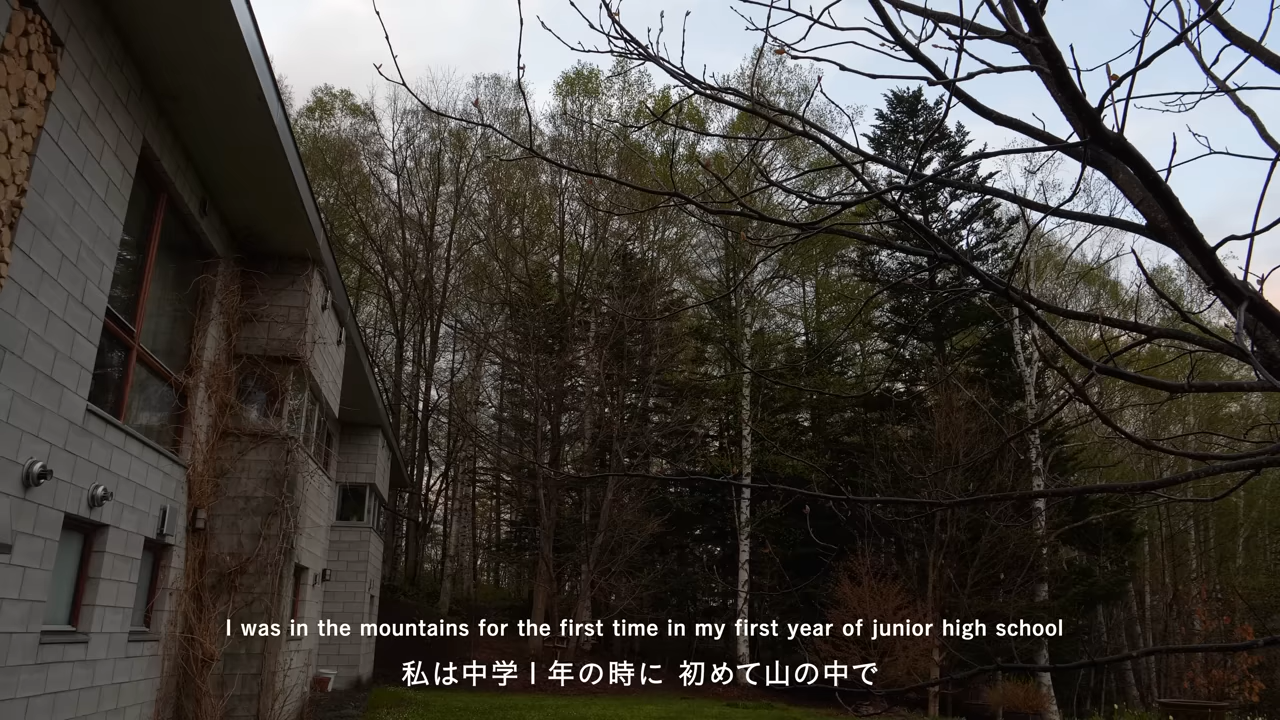 I was in the mountains for the first time in my first year of junior high school
私は中学1年の時に 初めて山の中で